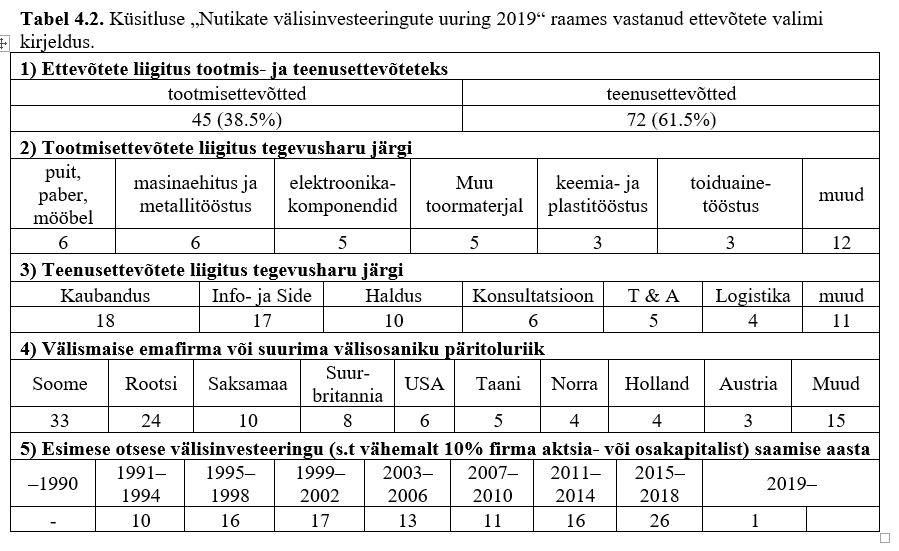 Tabel 4.2. Küsitluse „Nutikate välisinvesteeringute uuring 2019“ raames vastanud ettevõtete valimi
kirjeldus.
1) Ettevõtete liigitus tootmis- ja teenusettevõteteks
tootmisettevõtted teenusettevõtted
45 (38.5%) 72 (61.5%)
2) Tootmisettevõtete liigitus tegevusharu järgi
puit, paber, mööbel masinaehitus ja metallitööstus elektroonika-komponendid Muu toormaterjal keemia- ja plastitööstus toiduaine-tööstus muud
6 6 5 5 3 3 12
3) Teenusettevõtete liigitus tegevusharu järgi
Kaubandus Info- ja Side Haldus Konsultatsioon T & A Logistika muud
18 17 10 6 5 4 11
4) Välismaise emafirma või suurima välisosaniku päritoluriik
Soome Rootsi Saksamaa Suur-britannia USA Taani Norra Holland Austria Muud
33 24 10 8 6 5 4 4 3 15
5) Esimese otsese välisinvesteeringu (s.t vähemalt 10% firma aktsia- või osakapitalist) saamise aasta
–1990 1991–1994 1995–1998 1999–2002 2003–2006 2007–2010 2011–2014 2015–2018 2019–
- 10 16 17 13 11 16 26 1